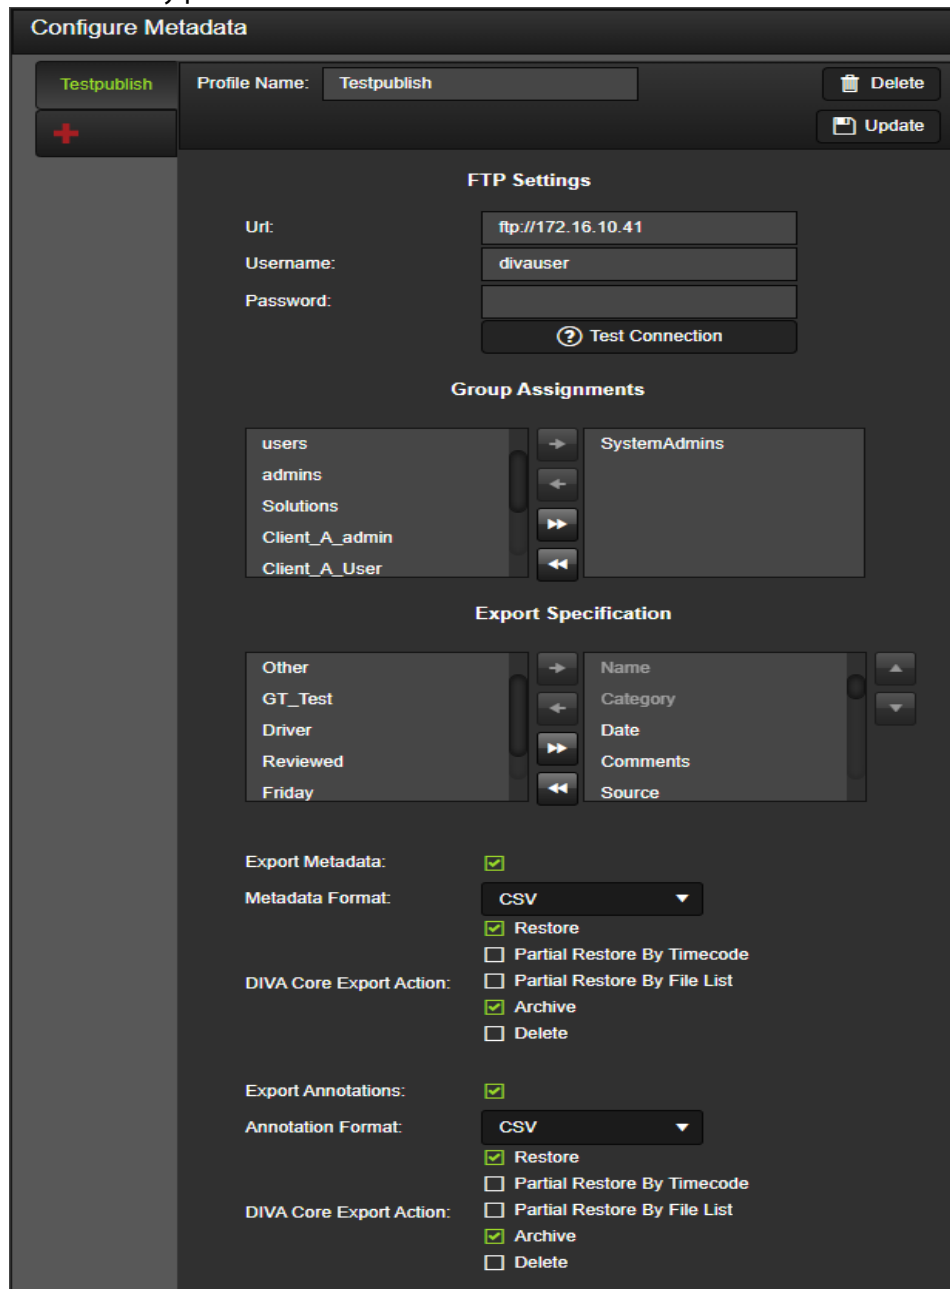 Configure Metadata
Testpublish
Profile Name: Testpublish Delete
Update
FTP Settings
Url: ftp://172.16.10.41
Username: divauser
Password:
Test Connection
Group Assignments
users SystemAdmins
admins
Solutions
Client_A_admin
Client_A_User
Export Specification
Other Name
GT_Test Category
Driver Date
Reviewed Comments
Friday Source
Export Metadata:
Metadata Format: CSV
Restore
Partial Restore By Timecode
DIVA Core Export Action: Partial Restore By File List
Archive
Delete
Export Annotations:
Annotation Format: CSV
Restore
Partial Restore By Timecode
DIVA Core Export Action: Partial Restore By File List
Archive
Delete